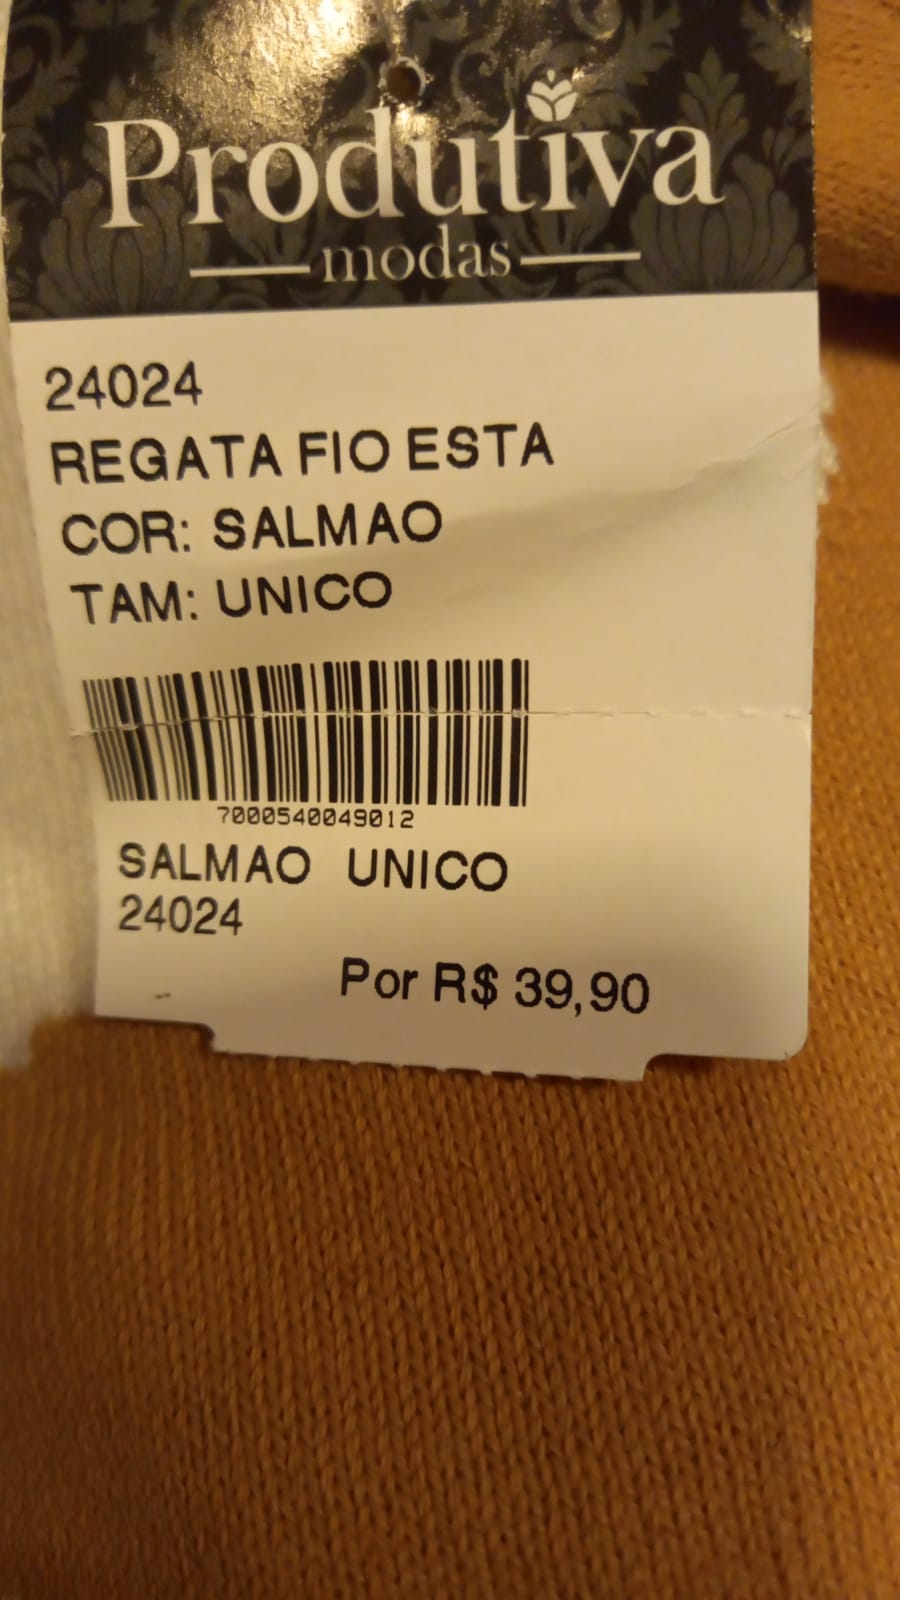 Produtiva
modas
24024
REGATA FIO ESTA
COR: SALMAO
TAM: UNICO
7000540049012
SALMAO UNICO
24024
Por R$ 39,90